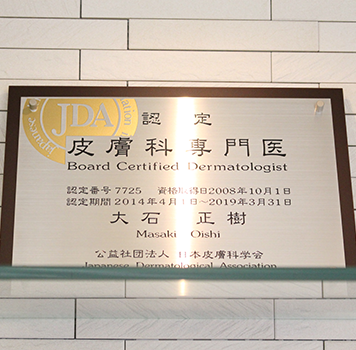 JDA
認定
皮膚科専門医
Board Certified Dermatologist
認定番号 7725 資格取得日2008年10月1日
認定期間 2014年4月1日~2019年3月31日
大石 正樹
Masaki Oishi
公益社団法人 日本皮膚科学会
Japanese Dermatological Association